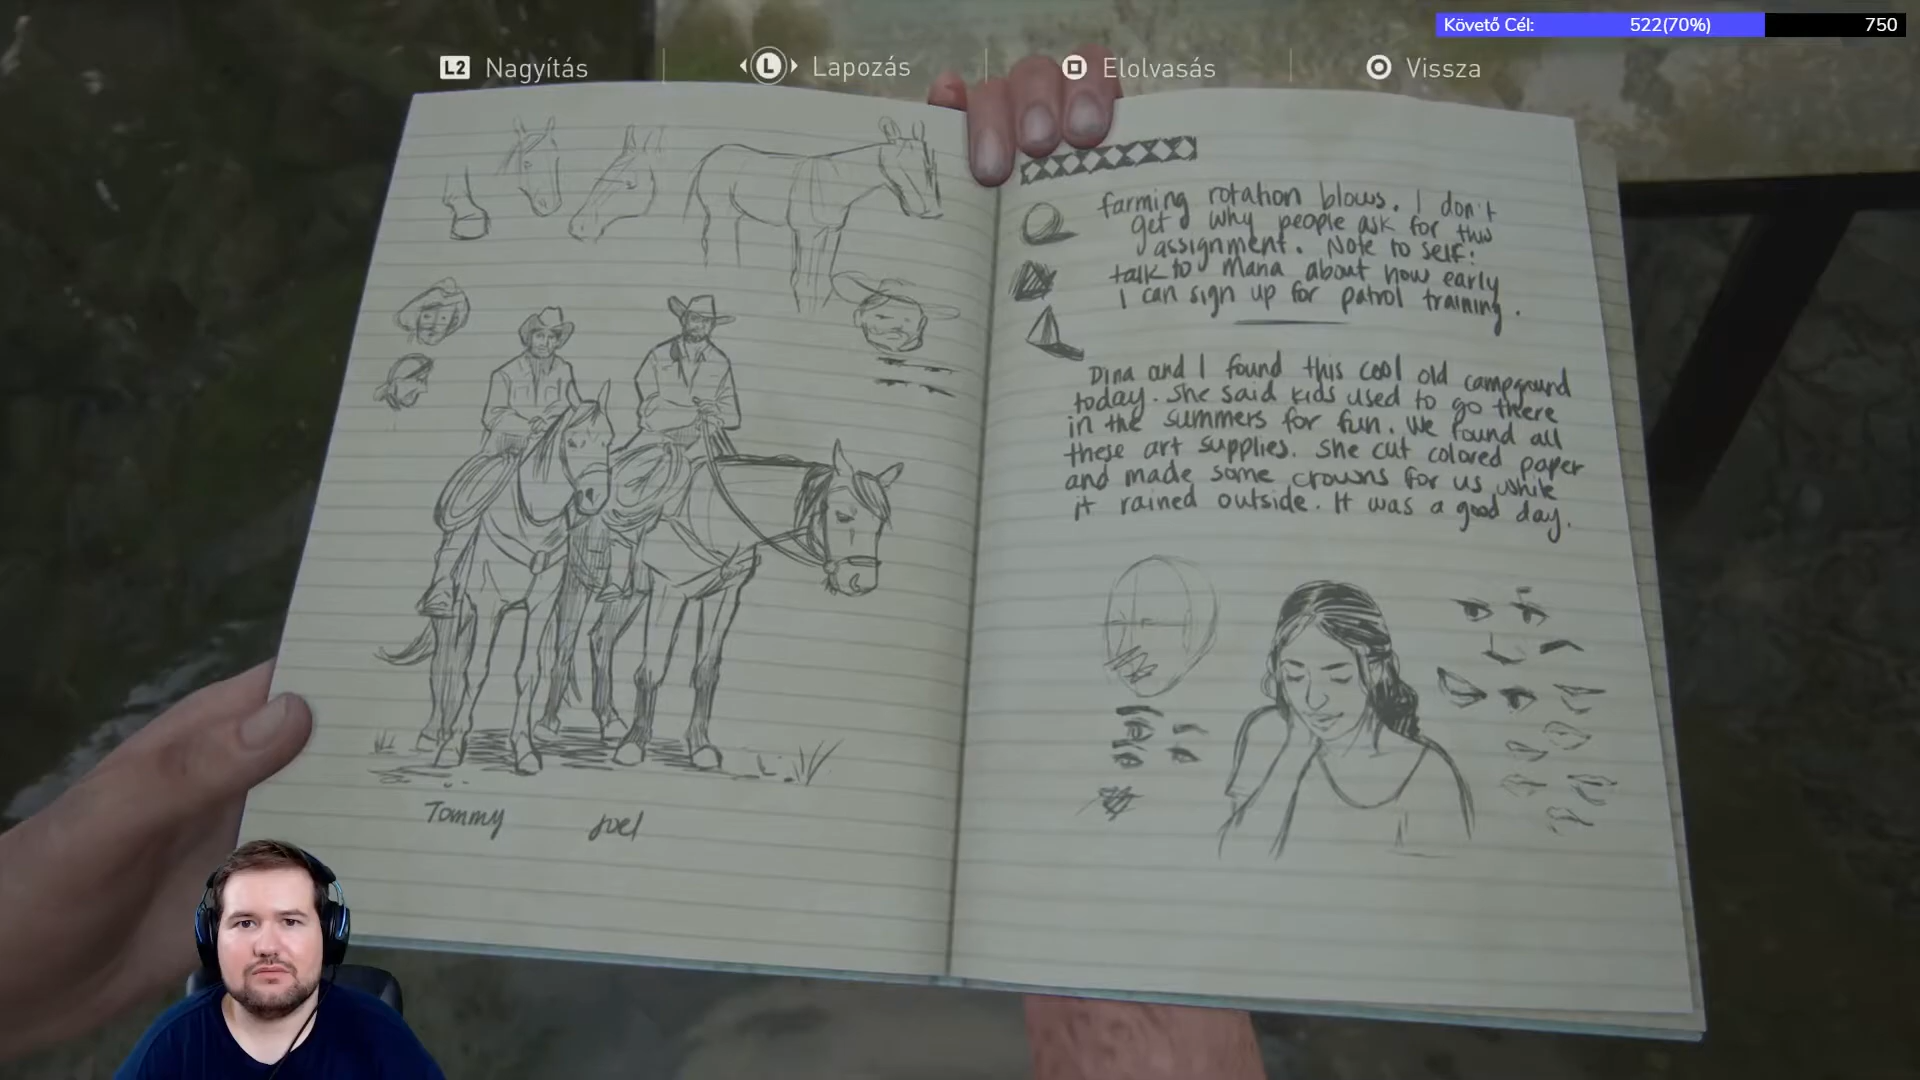 Követő Cél: 522(70%) 750
L2 Nagyítás L Lapozás Elolvasás Vissza
farming rotation blows. I don't
get why people ask for this
assignment. Note to self:
talk to Maria about how early
I can sign up for patrol training.
Dina and I found this cool old campground
today. She said kids used to go there
in the summers for fun. We found all
these art supplies. She cut colored paper
and made some crowns for us while
it rained outside. It was a good day.
Tommy Joel